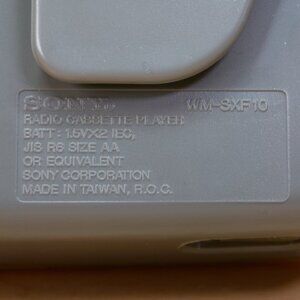 SONY WM-SXF10
RADIO CASSETTE PLAYER
BATT: 1.5VX2 IEC,
JIS R6 SIZE AA
OR EQUIVALENT
SONY CORPORATION
MADE IN TAIWAN, R.O.C.